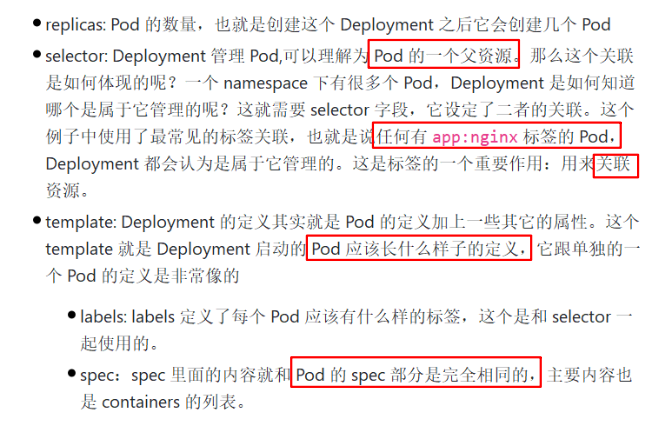 • replicas: Pod 的数量，也就是创建这个 Deployment 之后它会创建几个 Pod
• selector: Deployment 管理 Pod,可以理解为 Pod 的一个父资源。那么这个关联
是如何体现的呢？一个 namespace 下有很多个 Pod，Deployment 是如何知道
哪个是属于它管理的呢？这就需要 selector 字段，它设定了二者的关联。这个
例子中使用了最常见的标签关联，也就是说任何有 app:nginx 标签的 Pod，
Deployment 都会认为是属于它管理的。这是标签的一个重要作用：用来关联
资源。
• template: Deployment 的定义其实就是 Pod 的定义加上一些其它的属性。这个
template 就是 Deployment 启动的 Pod 应该长什么样子的定义，它跟单独的一
个 Pod 的定义是非常像的
• labels: labels 定义了每个 Pod 应该有什么样的标签，这个是和 selector 一
起使用的。
• spec：spec 里面的内容就和 Pod 的 spec 部分是完全相同的，主要内容也
是 containers 的列表。